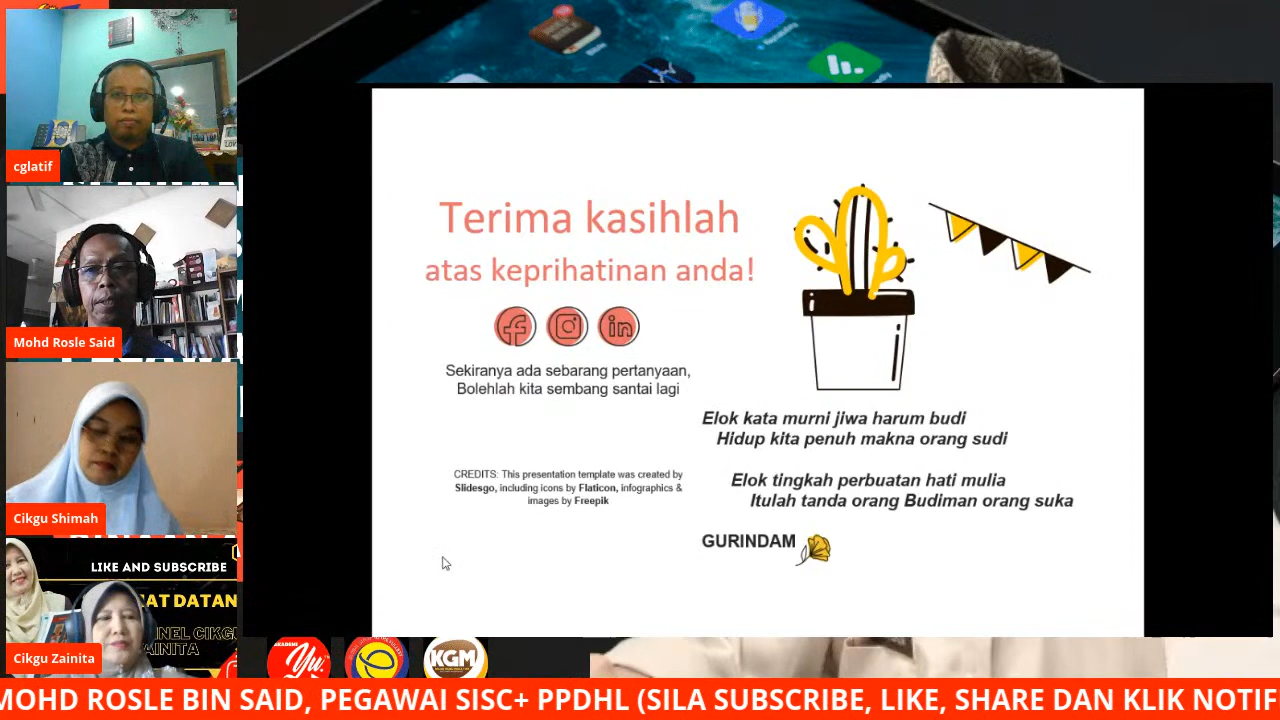 cglatif
Mohd Rosle Said
Cikgu Shimah
LIKE AND SUBSCRIBE
AT DATAN
Cikgu Zainita
Terima kasihlah
atas keprihatinan anda!
Sekiranya ada sebarang pertanyaan,
Bolehlah kita sembang santai lagi
CREDITS: This presentation template was created by
Slidesgo, including icons by Flaticon, infographics &
images by Freepik
Elok kata murni jiwa harum budi
Hidup kita penuh makna orang sudi
Elok tingkah perbuatan hati mulia
Itulah tanda orang Budiman orang suka
GURINDAM
Yu
KGM
MOHD ROSLE BIN SAID, PEGAWAI SISC+ PPDHL (SILA SUBSCRIBE, LIKE, SHARE DAN KLIK NOTIF